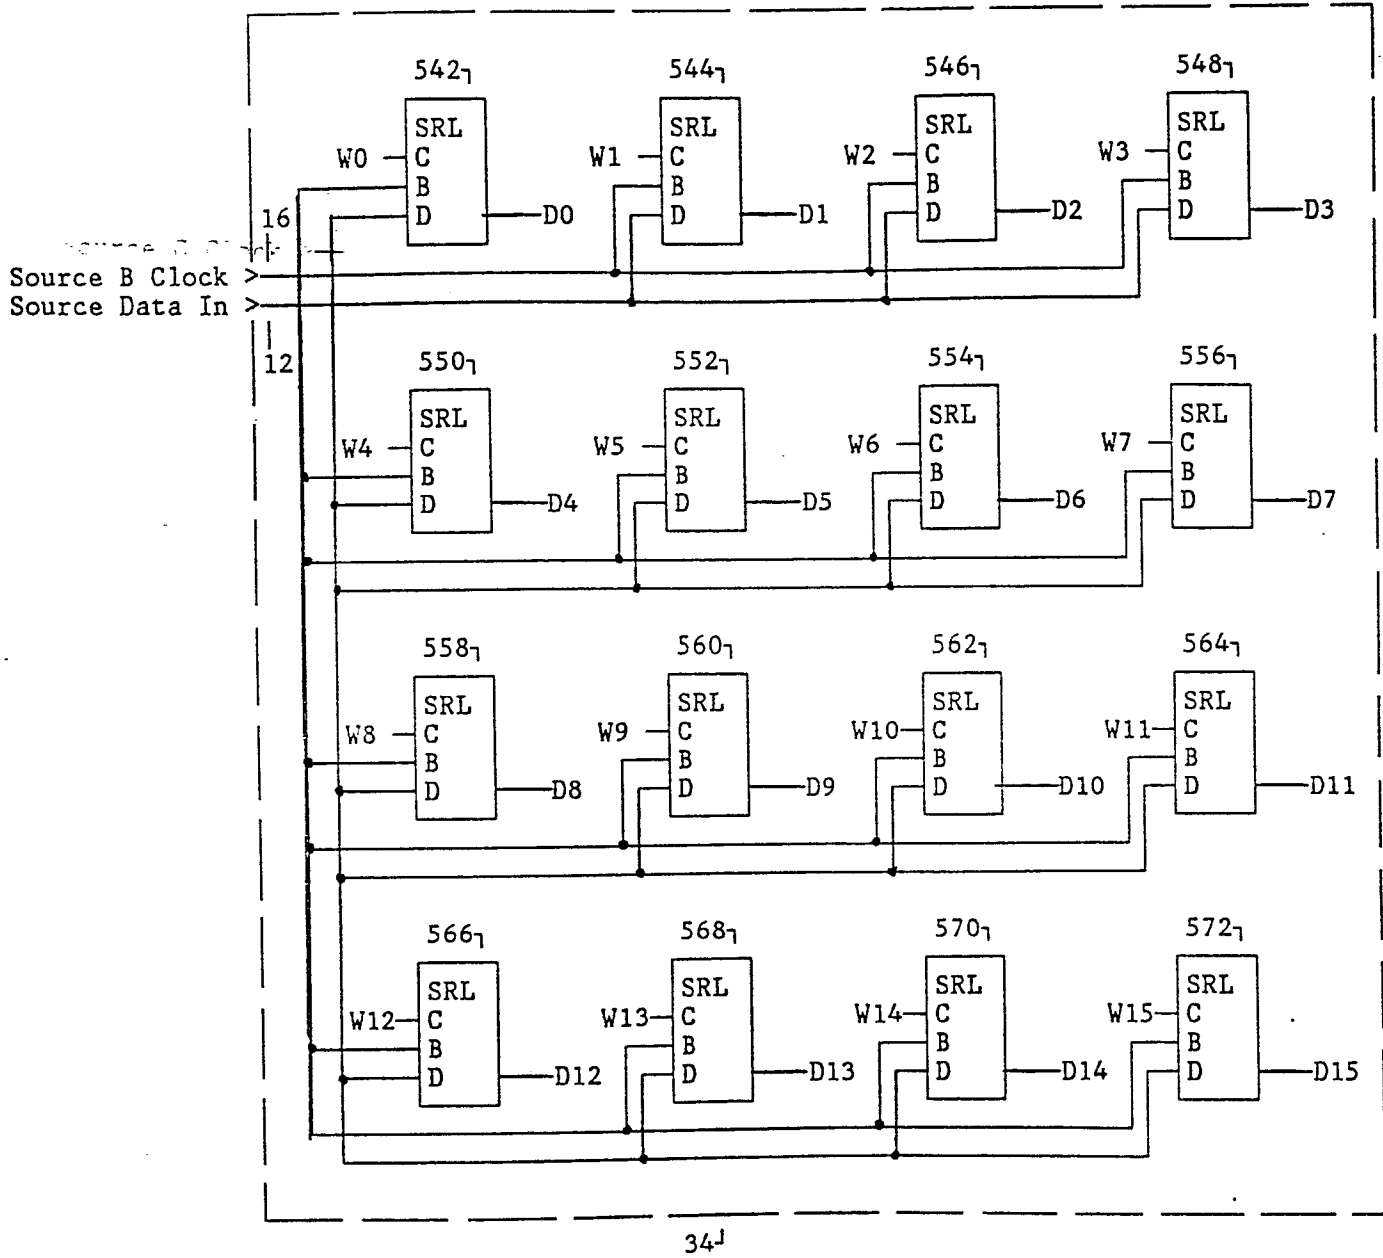 542 544 546 548
SRL SRL SRL SRL
W0 C W1 C W2 C W3 C
B B B B
D D0 D D1 D D2 D D3
16
Source B Clock >
Source Data In >
12
550 552 554 556
SRL SRL SRL SRL
W4 C W5 C W6 C W7 C
B B B B
D D4 D D5 D D6 D D7
558 560 562 564
SRL SRL SRL SRL
W8 C W9 C W10 C W11 C
B B B B
D D8 D D9 D D10 D D11
566 568 570 572
SRL SRL SRL SRL
W12 C W13 C W14 C W15 C
B B B B
D D12 D D13 D D14 D D15
34